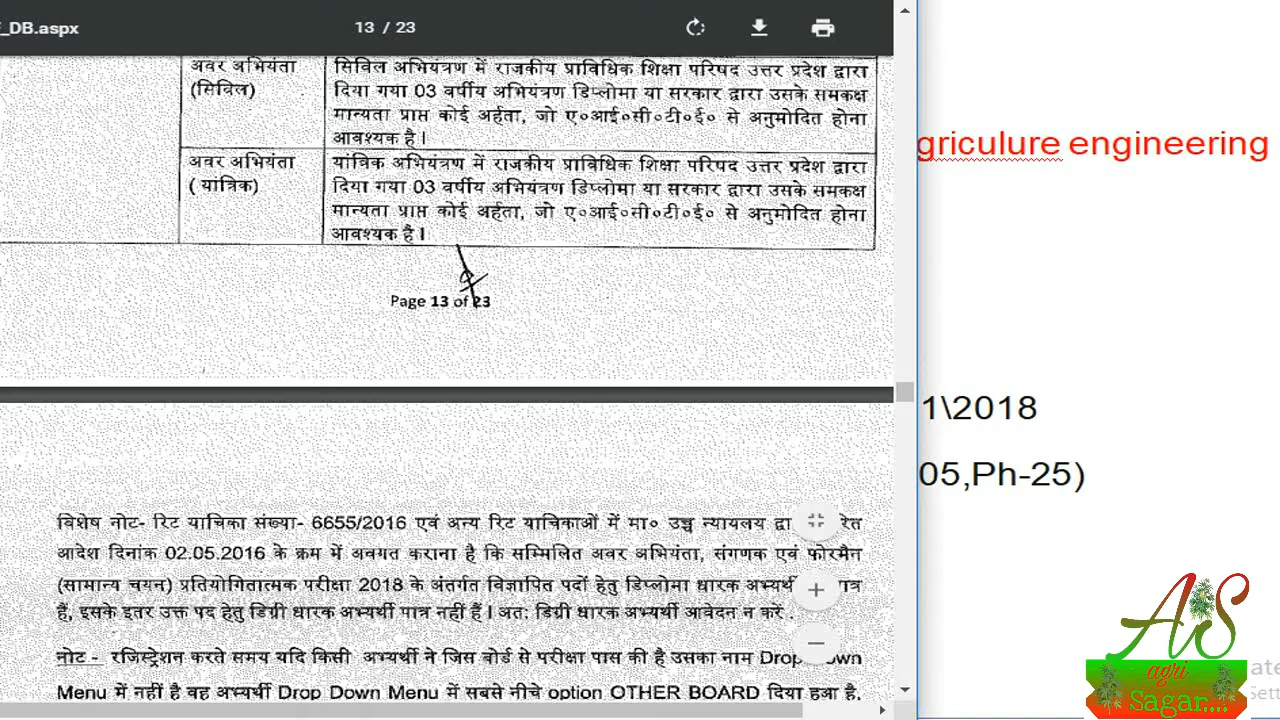 _DB.aspx
13 / 23
अवर अभियंता
(सिविल)
सिविल अभियंत्रण में राजकीय प्राविधिक शिक्षा परिषद उत्तर प्रदेश द्वारा
दिया गया 03 वर्षीय अभियंत्रण डिप्लोमा या सरकार द्वारा उसके समकक्ष
मान्यता प्राप्त कोई अर्हता, जो ए०आई०सी०टी०ई० से अनुमोदित होना
आवश्यक है।
अवर अभियंता
( यात्रिक)
यांत्रिक अभियंत्रण में राजकीय प्राविधिक शिक्षा परिषद उत्तर प्रदेश द्वारा
दिया गया 03 वर्षीय अभियंत्रण डिप्लोमा या सरकार द्वारा उसके समकक्ष
मान्यता प्राप्त कोई अर्हता, जो ए०आई०सी०टी०ई० से अनुमोदित होना
आवश्यक है।
Page 13 of 23
विशेष नोट- रिट याचिका संख्या- 6655/2016 एवं अन्य रिट याचिकाओं में मा० उच्च न्यायलय द्वा रेत
आदेश दिनांक 02.05.2016 के क्रम में अवगत कराना है कि सम्मिलित अवर अभियंता, संगणक एवं फोरमैन
(सामान्य चयन) प्रतियोगितात्मक परीक्षा 2018 के अंतर्गत विज्ञापित पदों हेतु डिप्लोमा धारक अभ्यर्थी पात्र
है, इसके इतर उक्त पद हेतु डिग्री धारक अभ्यर्थी पात्र नहीं हैं। अत: डिग्री धारक अभ्यर्थी आवेदन न करें .
नोट - रजिस्ट्रेशन करते समय यदि किसी अभ्यर्थी ने जिस बोर्ड से परीक्षा पास की है उसका नाम Drop Down
Menu में नहीं है वह अभ्यर्थी Drop Down Menu में सबसे नीचे option OTHER BOARD दिया हुआ है,
griculure engineering
1\2018
05,Ph-25)
AS
agri
Sagar...
ate
Sett